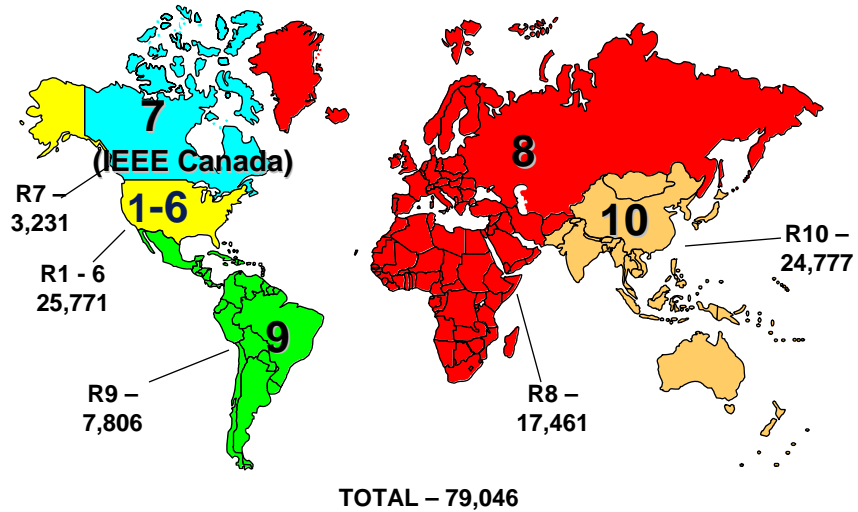 7
(IEEE Canada)
R7 –
3,231
1-6
R1 - 6
25,771
8
10
R10 –
24,777
9
R9 –
7,806
R8 –
17,461
,
TOTAL – 79,046